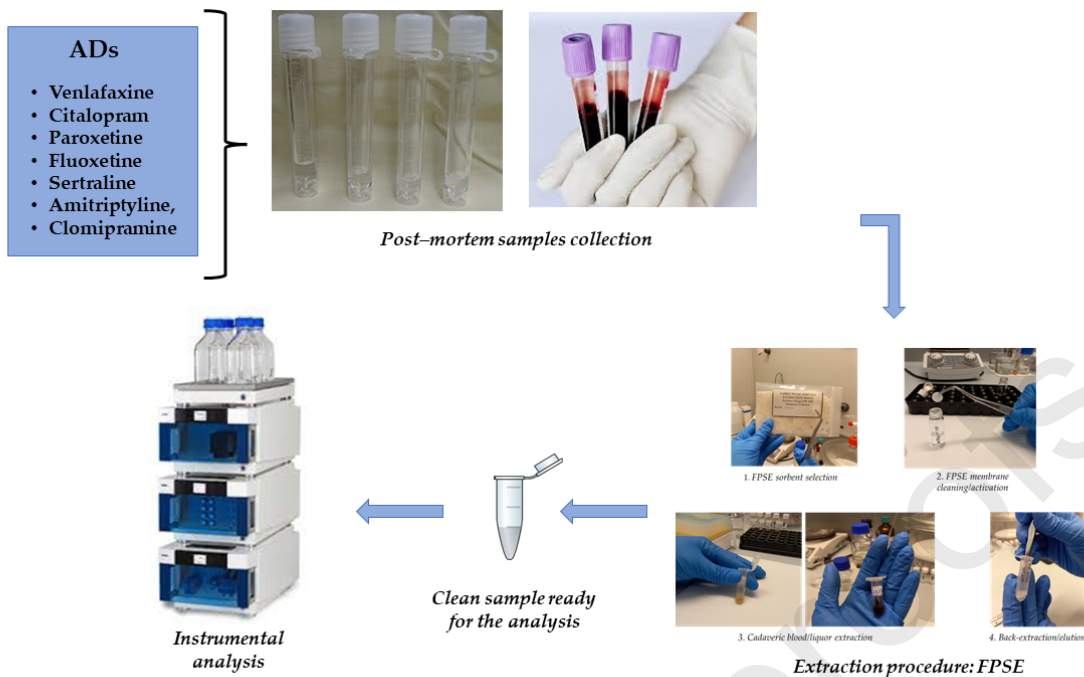 ADs
• Venlafaxine
• Citalopram
• Paroxetine
• Fluoxetine
• Sertraline
• Amitriptyline,
• Clomipramine
Post–mortem samples collection
1. FPSE sorbent selection
2. FPSE membrane
cleaning/activation
3. Cadaveric blood/liquor extraction
4. Back-extraction/elution
Extraction procedure: FPSE
Clean sample ready
for the analysis
Instrumental
analysis